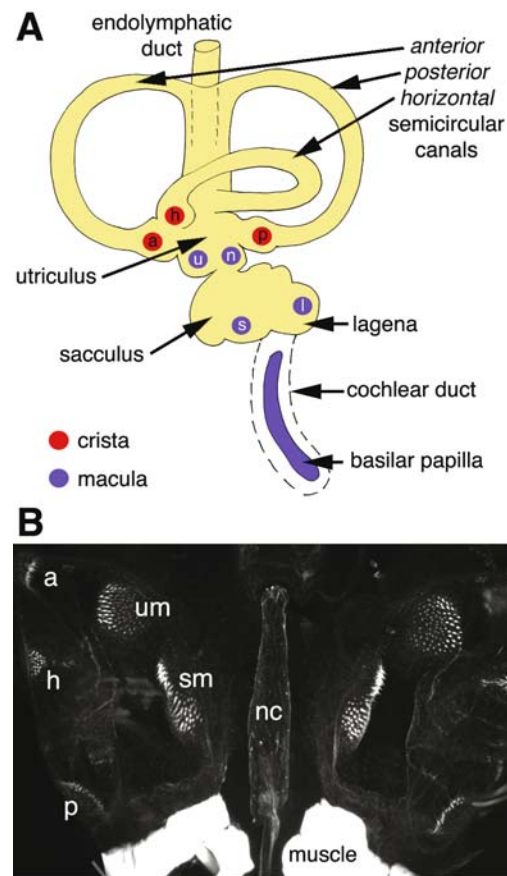 A
endolymphatic
duct
anterior
posterior
horizontal
semicircular
canals
h
a
p
utriculus
u
n
s
l
sacculus
lagena
cochlear duct
crista
macula
basilar papilla
B
a
um
h
sm
nc
p
muscle